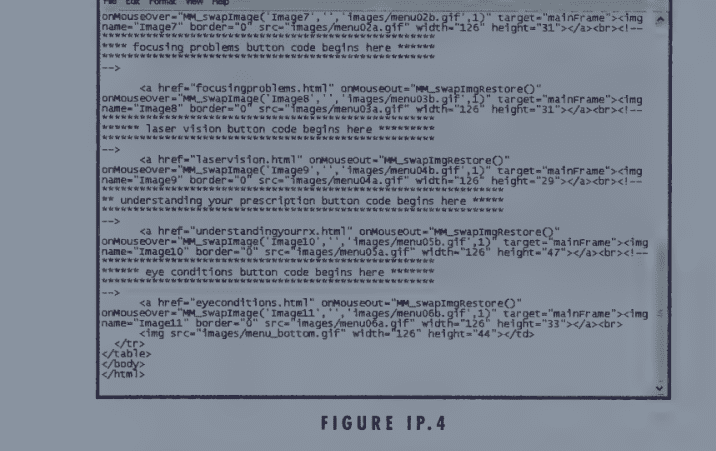 File Edit Format View Help
onMouseOver="MM_swapImage('Image7','','images/menu02b.gif',1)" target="mainFrame"><img
name="Image7" border="0" src="images/menu02a.gif" width="126" height="31"></a><br><!--
**************************************************
**** focusing problems button code begins here ******
**************************************************
-->
<a href="focusingproblems.html" onMouseOut="MM_swapImgRestore()"
onMouseOver="MM_swapImage('Image8','','images/menu03b.gif',1)" target="mainFrame"><img
name="Image8" border="0" src="images/menu03a.gif" width="126" height="31"></a><br><!--
**************************************************
****** laser vision button code begins here *********
**************************************************
-->
<a href="laservision.html" onMouseOut="MM_swapImgRestore()"
onMouseOver="MM_swapImage('Image9','','images/menu04b.gif',1)" target="mainFrame"><img
name="Image9" border="0" src="images/menu04a.gif" width="126" height="29"></a><br><!--
************************************************************
** understanding your prescription button code begins here *****
************************************************************
-->
<a href="understandingyourrx.html" onMouseOut="MM_swapImgRestore()"
onMouseOver="MM_swapImage('Image10','','images/menu05b.gif',1)" target="mainFrame"><img
name="Image10" border="0" src="images/menu05a.gif" width="126" height="47"></a><br><!--
**************************************************
****** eye conditions button code begins here *******
**************************************************
-->
<a href="eyeconditions.html" onMouseOut="MM_swapImgRestore()"
onMouseOver="MM_swapImage('Image11','','images/menu06b.gif',1)" target="mainFrame"><img
name="Image11" border="0" src="images/menu06a.gif" width="126" height="33"></a><br>
<img src="images/menu_bottom.gif" width="126" height="44"></td>
</tr>
</table>
</body>
</html>
FIGURE IP.4